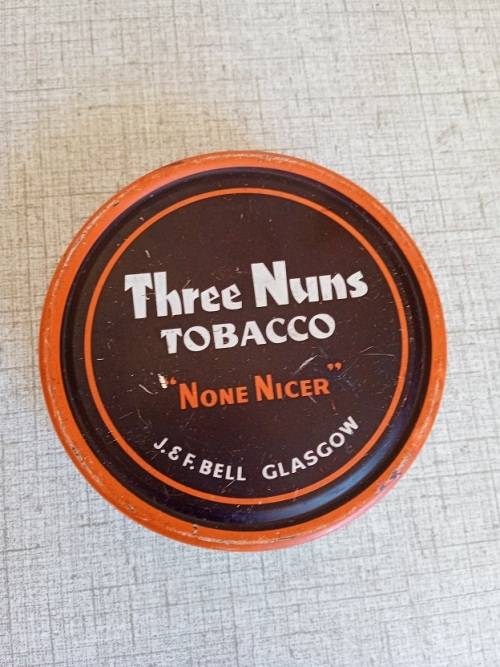 Three Nuns
TOBACCO
“NONE NICER”
J. & F. BELL GLASGOW